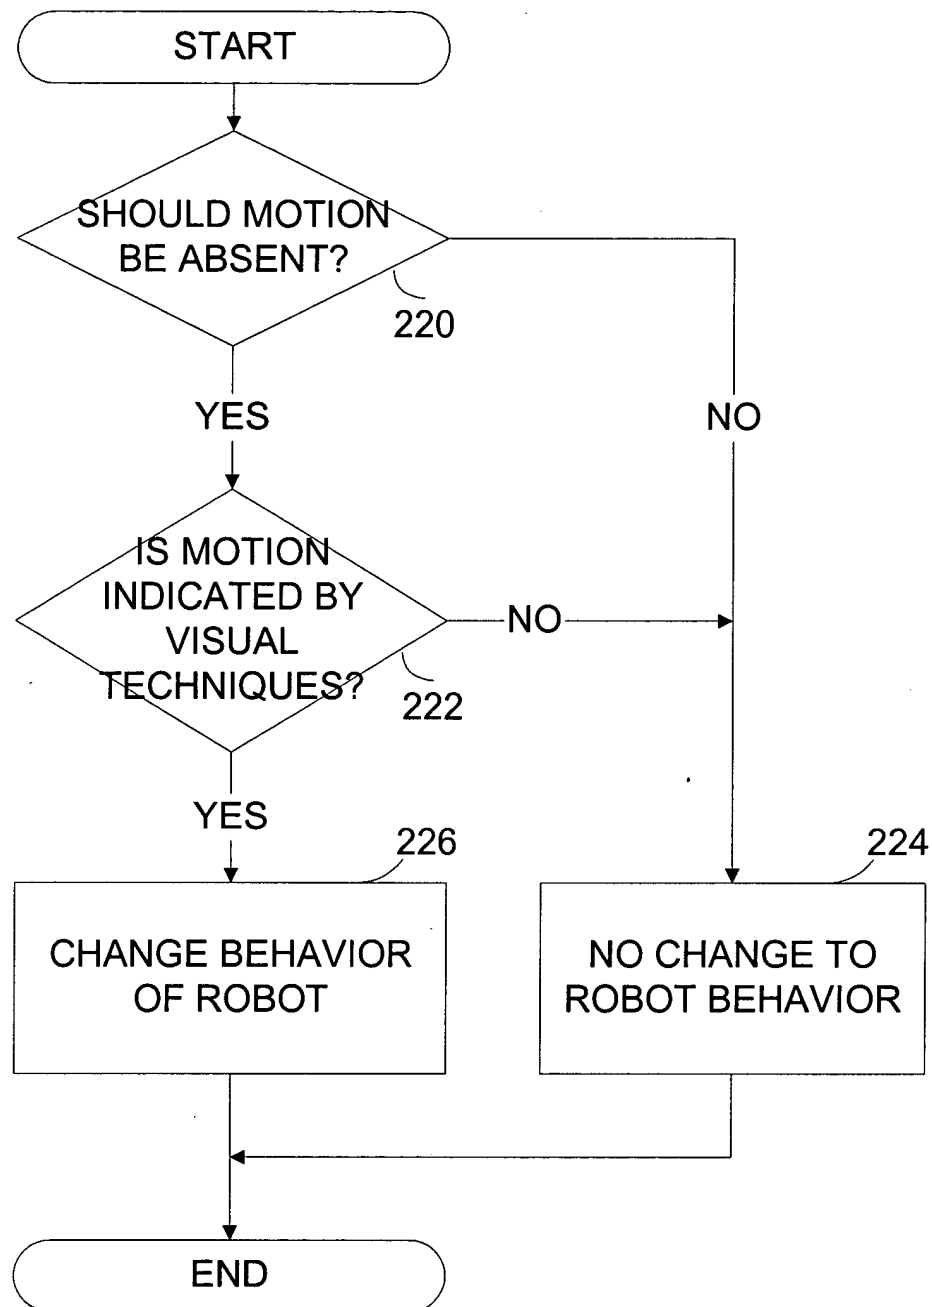 START
SHOULD MOTION
BE ABSENT?
220
YES
NO
IS MOTION
INDICATED BY
VISUAL
TECHNIQUES?
NO
222
YES
226
224
CHANGE BEHAVIOR
OF ROBOT
NO CHANGE TO
ROBOT BEHAVIOR
END